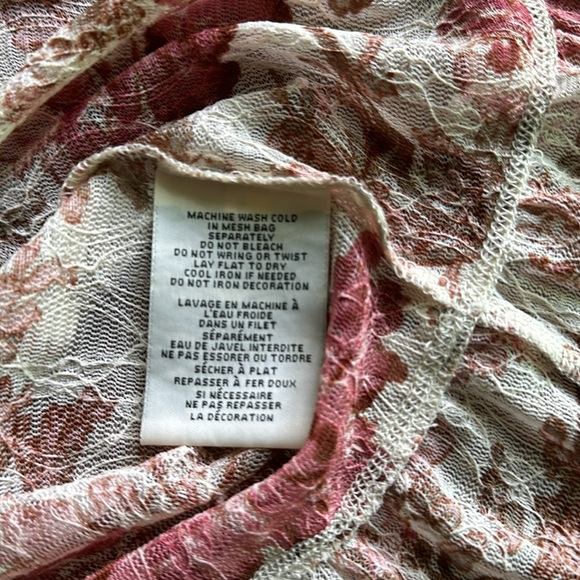 MACHINE WASH COLD
IN MESH BAG
SEPARATELY
DO NOT BLEACH
DO NOT WRING OR TWIST
LAY FLAT TO DRY
COOL IRON IF NEEDED
DO NOT IRON DECORATION
LAVAGE EN MACHINE À
L'EAU FROIDE
DANS UN FILET
SÉPARÉMENT
EAU DE JAVEL INTERDITE
NE PAS ESSORER OU TORDRE
SÉCHER À PLAT
REPASSER À FER DOUX
SI NÉCESSAIRE
NE PAS REPASSER
LA DÉCORATION